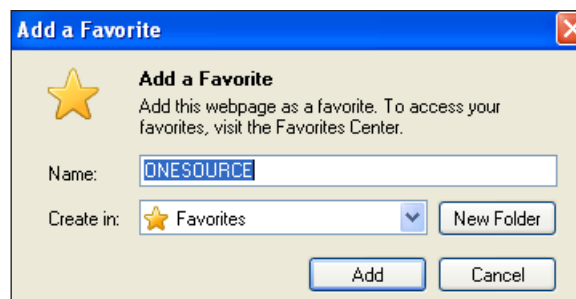 Add a Favorite
Add a Favorite
Add this webpage as a favorite. To access your
favorites, visit the Favorites Center.
Name: ONESOURCE
Create in: Favorites New Folder
Add Cancel